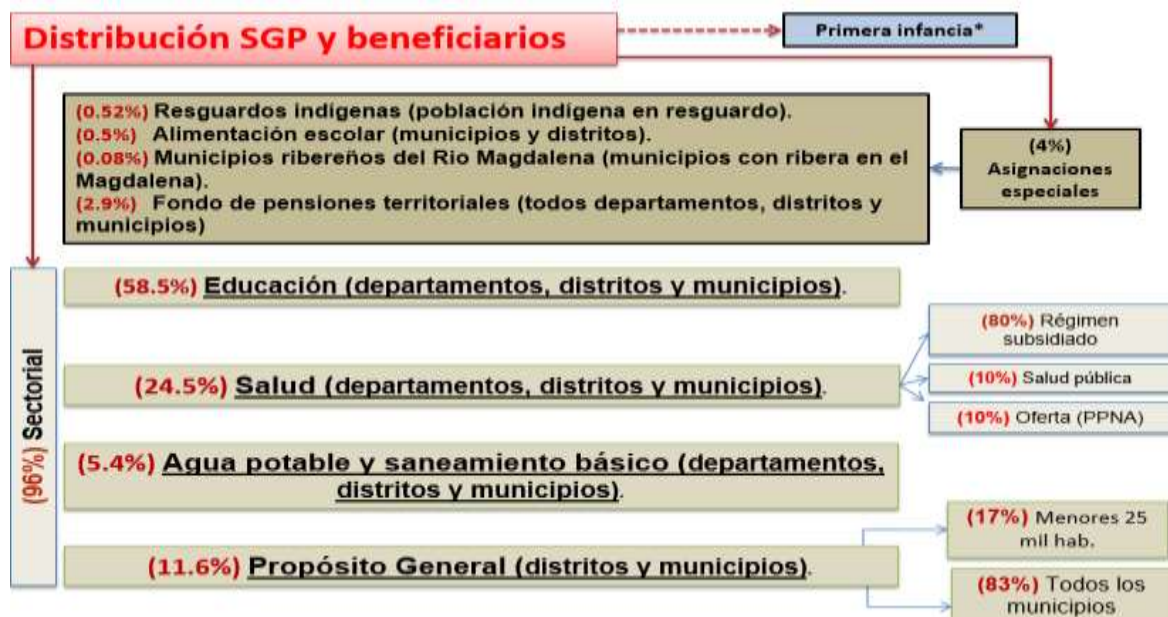 Distribución SGP y beneficiarios
Primera infancia*
(0.52%) Resguardos indígenas (población indígena en resguardo).
(0.5%) Alimentación escolar (municipios y distritos).
(0.08%) Municipios ribereños del Rio Magdalena (municipios con ribera en el
Magdalena).
(2.9%) Fondo de pensiones territoriales (todos departamentos, distritos y
municipios)
(4%)
Asignaciones
especiales
(96%) Sectorial
(58.5%) Educación (departamentos, distritos y municipios).
(24.5%) Salud (departamentos, distritos y municipios).
(80%) Régimen
subsidiado
(10%) Salud pública
(10%) Oferta (PPNA)
(5.4%) Agua potable y saneamiento básico (departamentos,
distritos y municipios).
(11.6%) Propósito General (distritos y municipios).
(17%) Menores 25
mil hab.
(83%) Todos los
municipios